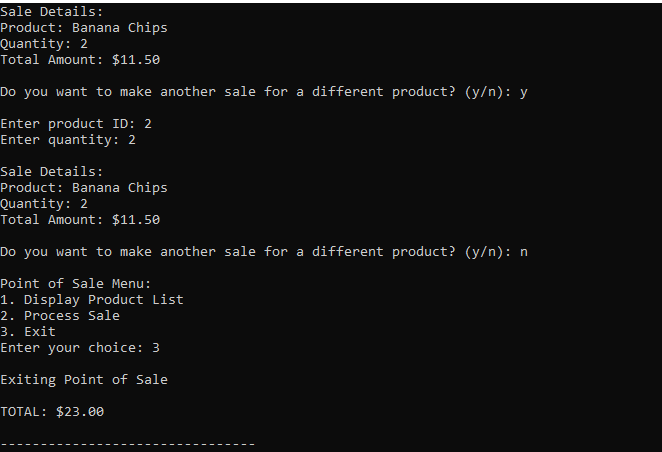 Sale Details:
Product: Banana Chips
Quantity: 2
Total Amount: $11.50
Do you want to make another sale for a different product? (y/n): y
Enter product ID: 2
Enter quantity: 2
Sale Details:
Product: Banana Chips
Quantity: 2
Total Amount: $11.50
Do you want to make another sale for a different product? (y/n): n
Point of Sale Menu:
1. Display Product List
2. Process Sale
3. Exit
Enter your choice: 3
Exiting Point of Sale
TOTAL: $23.00
--------------------------------